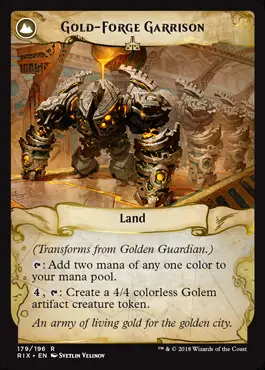 Gold-Forge Garrison
Land
(Transforms from Golden Guardian.)
: Add two mana of any one color to
your mana pool.
4, : Create a 4/4 colorless Golem
artifact creature token.
An army of living gold for the golden city.
179/196 R
RIX • EN Svetlin Velinov
™ & © 2018 Wizards of the Coast